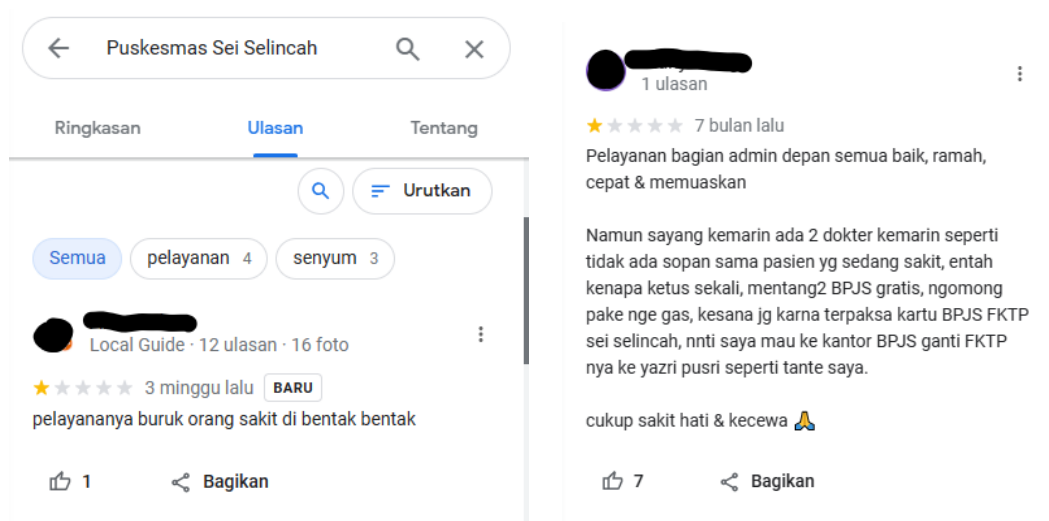 Puskesmas Sei Selincah
Ringkasan Ulasan Tentang
Urutkan
Semua pelayanan 4 senyum 3
Local Guide · 12 ulasan · 16 foto
3 minggu lalu BARU
pelayananya buruk orang sakit di bentak bentak
1 Bagikan
1 ulasan
7 bulan lalu
Pelayanan bagian admin depan semua baik, ramah,
cepat & memuaskan
Namun sayang kemarin ada 2 dokter kemarin seperti
tidak ada sopan sama pasien yg sedang sakit, entah
kenapa ketus sekali, mentang2 BPJS gratis, ngomong
pake nge gas, kesana jg karna terpaksa kartu BPJS FKTP
sei selincah, nnti saya mau ke kantor BPJS ganti FKTP
nya ke yazri pusri seperti tante saya.
cukup sakit hati & kecewa 🙏
7 Bagikan